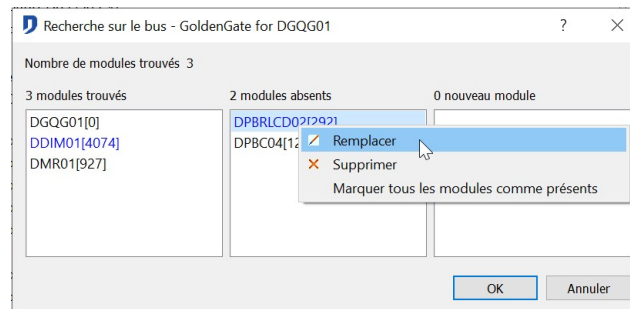 Recherche sur le bus - GoldenGate for DGQG01 ?
Nombre de modules trouvés 3
3 modules trouvés
DGQG01[0]
DDIM01[4074]
DMR01[927]
2 modules absents
DPBRLCD02[292]
DPBC04[12
0 nouveau module
Remplacer
Supprimer
Marquer tous les modules comme présents
OK
Annuler